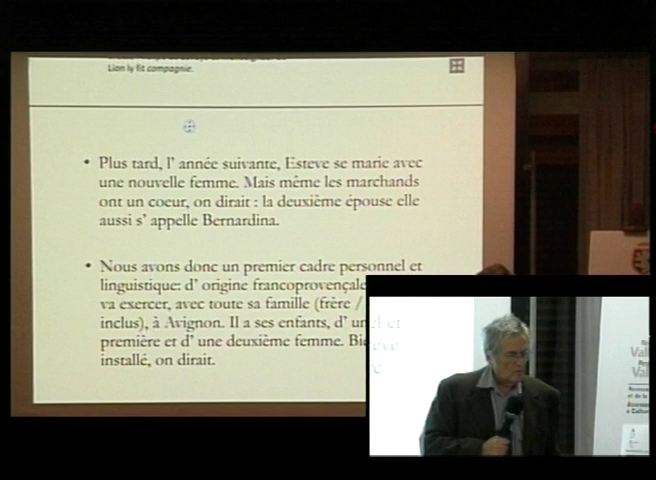 Lion ly fit compagnie.
• Plus tard, l' année suivante, Esteve se marie avec
une nouvelle femme. Mais même les marchands
ont un coeur, on dirait : la deuxième épouse elle
aussi s' appelle Bernardina.
• Nous avons donc un premier cadre personnel et
linguistique: d' origine francoprovençale
va exercer, avec toute sa famille (frère /
inclus), à Avignon. Il a ses enfants, d' un
première et d' une deuxième femme. Bi
installé, on dirait.
Val
Val